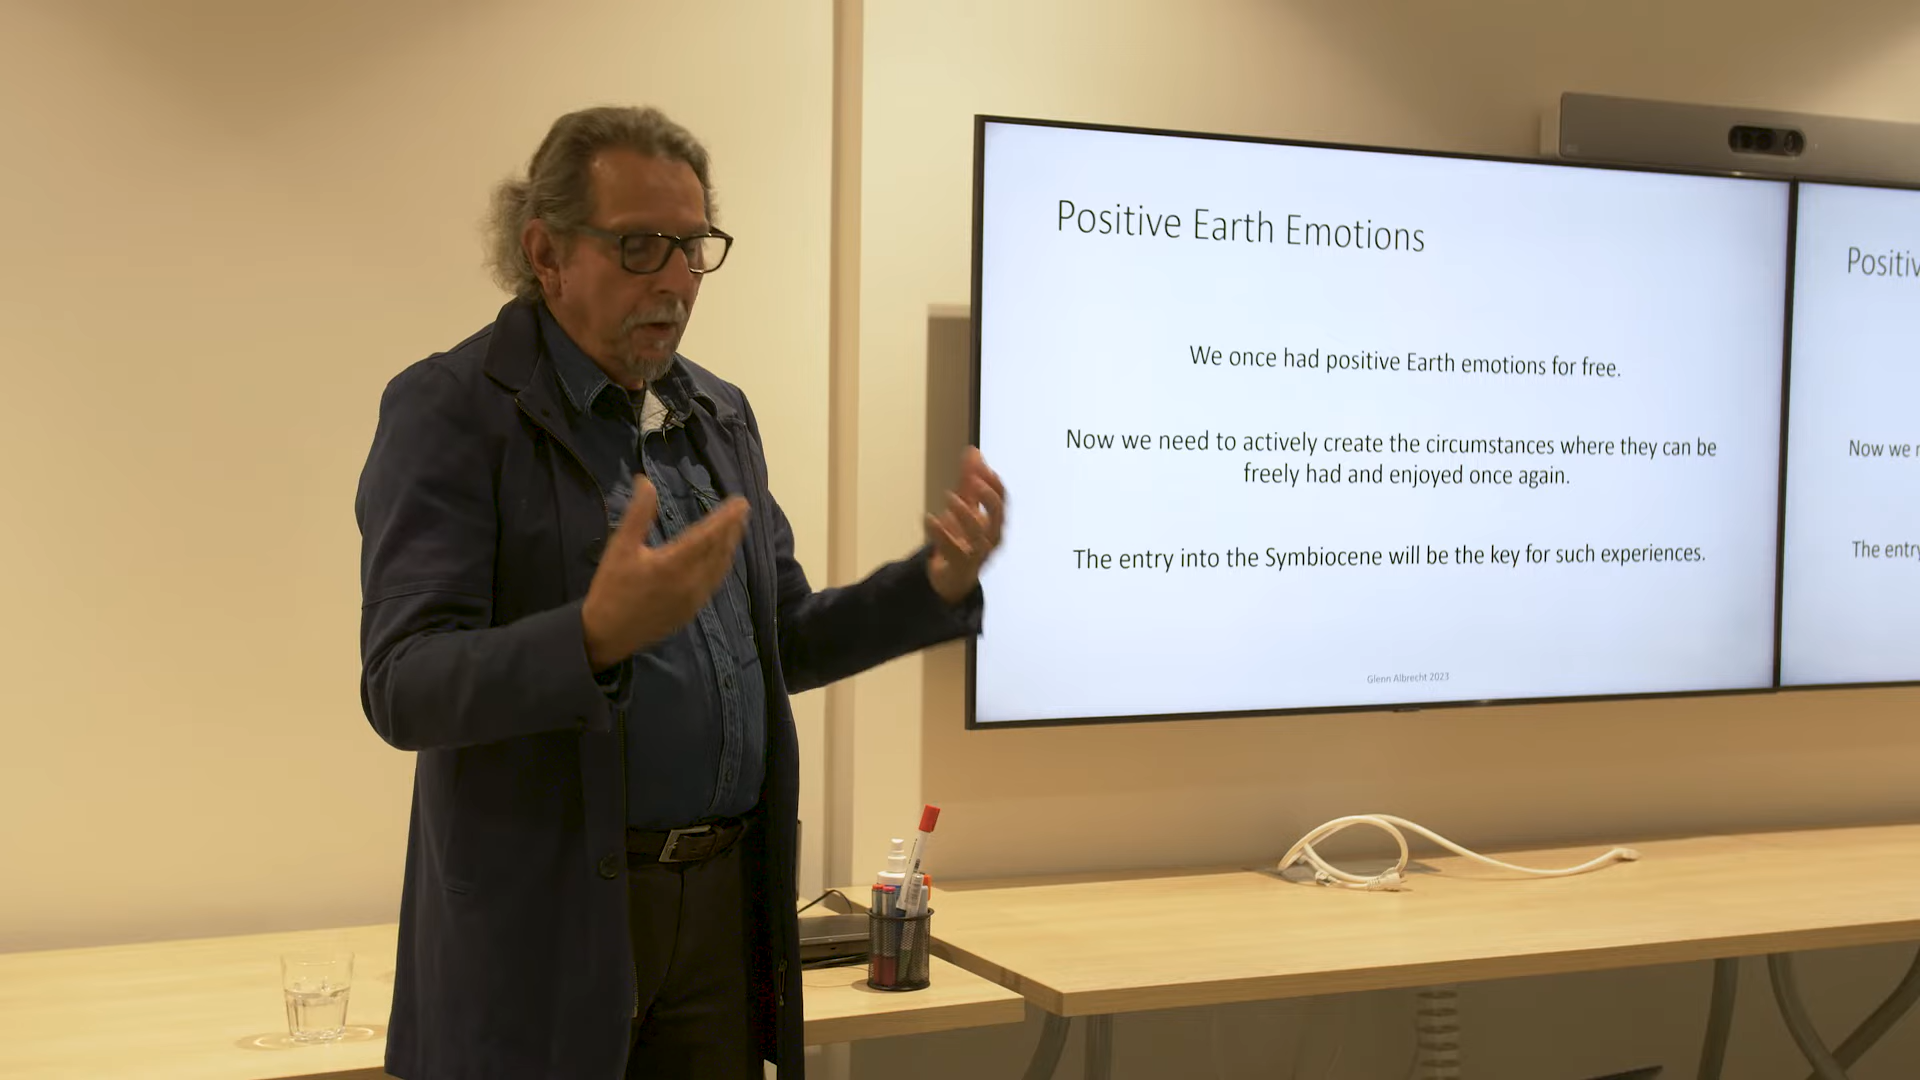 Positive Earth Emotions
We once had positive Earth emotions for free.
Now we need to actively create the circumstances where they can be
freely had and enjoyed once again.
The entry into the Symbiocene will be the key for such experiences.
Glenn Albrecht 2023
Positiv
Now we
The entry